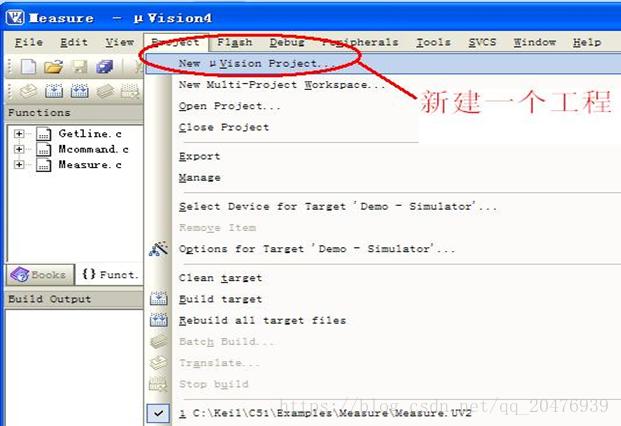 Measure - µVision4
File Edit View Project Flash Debug Peripherals Tools SVCS Window Help
New µVision Project...
新建一个工程
New Multi-Project Workspace...
Functions
Open Project...
Getline.c
Close Project
Mcommand.c
Measure.c
Export
Manage
Select Device for Target 'Demo - Simulator'...
Remove Item
Options for Target 'Demo - Simulator'...
Books {} Funct.
Clean target
Build Output
Build target
Rebuild all target files
Batch Build...
Translate...
Stop build
https://blog.csdn.net/qq_20476939
1 C:\Keil\C51\Examples\Measure\Measure.UV2